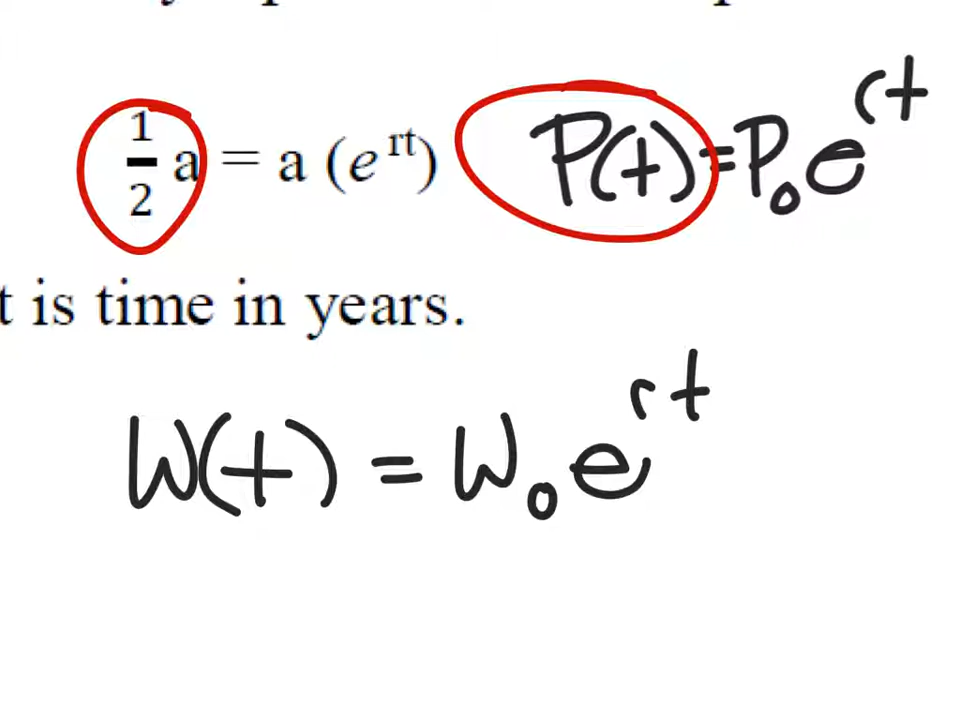 ½ a = a (e^rt) P(t)=P₀e^rt
t is time in years.
W(t) = W₀e^rt